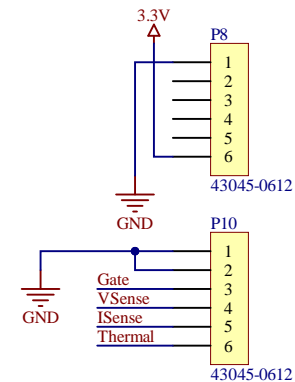 3.3V
P8
1
2
3
4
5
6
43045-0612
GND
P10
1
2
Gate 3
VSense 4
ISense 5
Thermal 6
GND
43045-0612